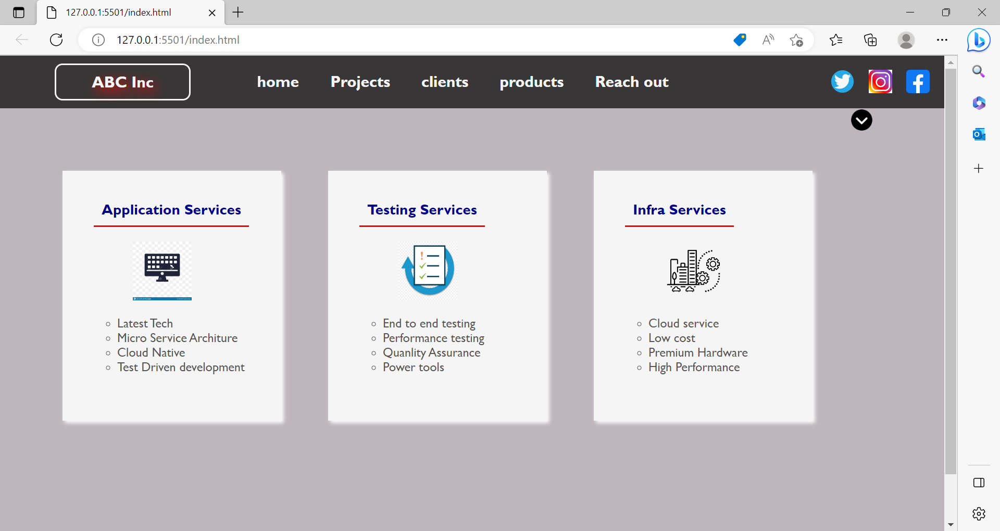 127.0.0.1:5501/index.html
127.0.0.1:5501/index.html
ABC Inc
home
Projects
clients
products
Reach out
Application Services
Latest Tech
Micro Service Architure
Cloud Native
Test Driven development
Testing Services
End to end testing
Performance testing
Quanlity Assurance
Power tools
Infra Services
Cloud service
Low cost
Premium Hardware
High Performance